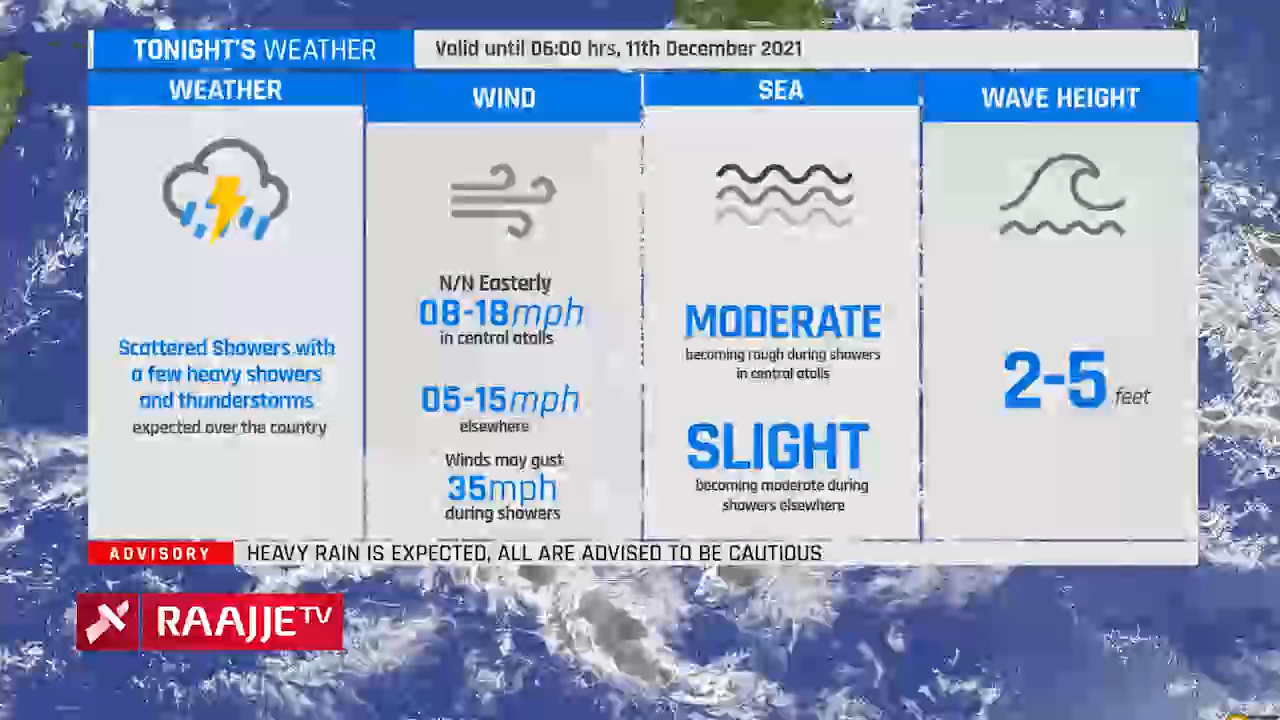 TONIGHT'S WEATHER
Valid until 06:00 hrs, 11th December 2021
WEATHER
Scattered Showers with
a few heavy showers
and thunderstorms
expected over the country
WIND
N/N Easterly
08-18mph
in central atolls
05-15mph
elsewhere
Winds may gust
35mph
during showers
SEA
MODERATE
becoming rough during showers
in central atolls
SLIGHT
becoming moderate during
showers elsewhere
WAVE HEIGHT
2-5 feet
ADVISORY
HEAVY RAIN IS EXPECTED, ALL ARE ADVISED TO BE CAUTIOUS
RAAJJETV